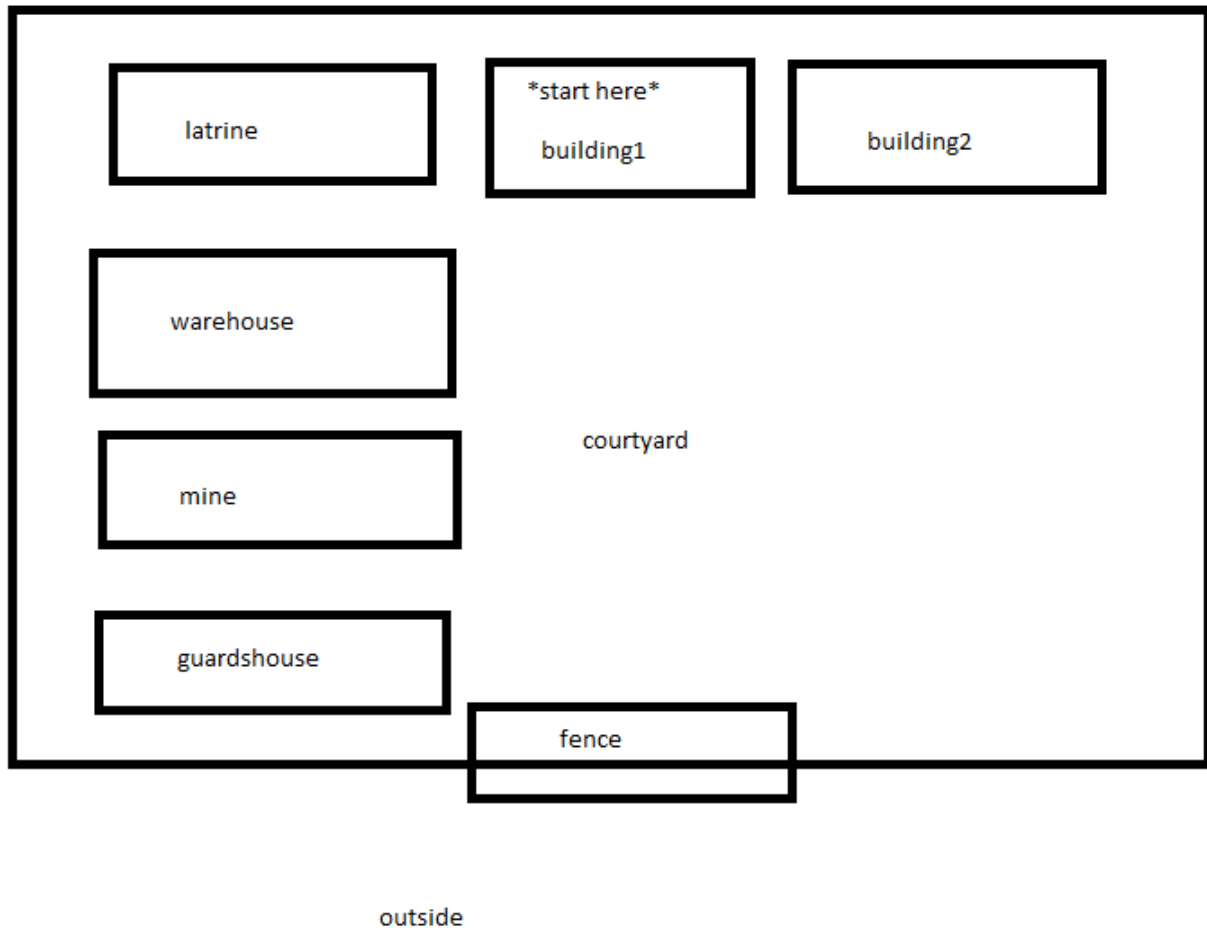 latrine
*start here*
building1
building2
warehouse
courtyard
mine
guardshouse
fence
outside